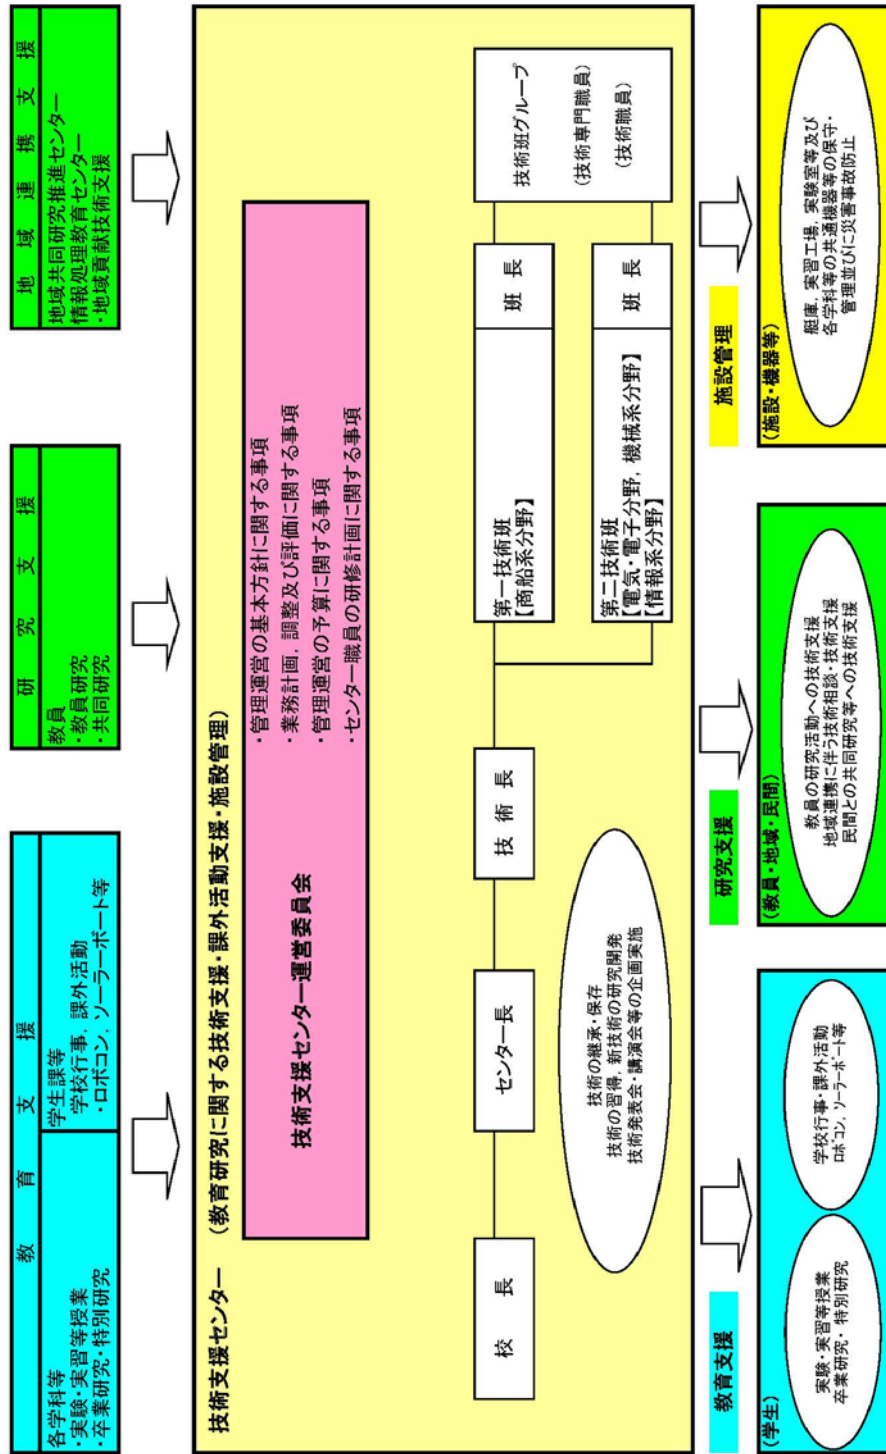 教育支援
各学科等
・実験・実習等授業
・卒業研究・特別研究
学生課等
学校行事，課外活動
・ロボコン，ソーラーボート等
研究支援
教員
・教員研究
・共同研究
地域連携支援
地域共同研究推進センター
情報処理教育センター
・地域貢献技術支援
技術支援センター （教育研究に関する技術支援・課外活動支援・施設管理）
技術支援センター運営委員会
・管理運営の基本方針に関する事項
・業務計画，調整及び評価に関する事項
・管理運営の予算に関する事項
・センター職員の研修計画に関する事項
校長
センター長
技術長
第一技術班
【商船系分野】
班長
第二技術班
【電気・電子分野，機械系分野】
【情報系分野】
班長
技術班グループ
（技術専門職員）
（技術職員）
技術の継承・保存
技術の習得，新技術の研究開発
技術発表会・講演会等の企画実施
教育支援
（学生）
実験・実習等授業
卒業研究・特別研究
学校行事・課外活動
ロボコン，ソーラーボート等
研究支援
（教員・地域・民間）
教員の研究活動への技術支援
地域連携に伴う技術相談・技術支援
民間との共同研究等への技術支援
施設管理
（施設・機器等）
艇庫，実習工場，実験室等及び
各学科等の共通機器等の保守・
管理並びに災害事故防止